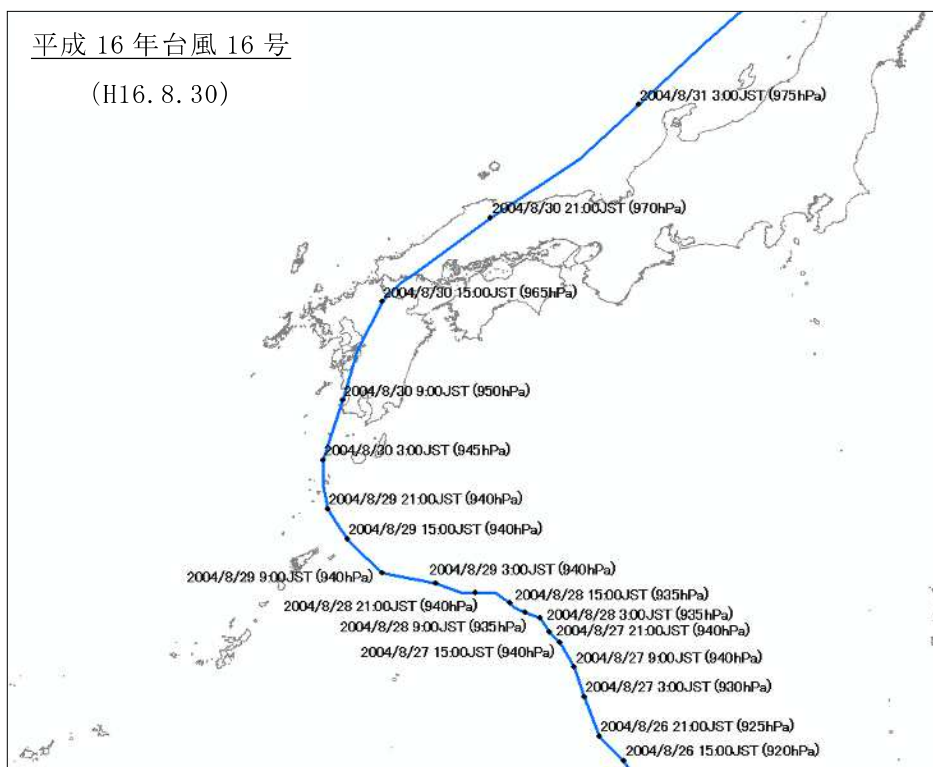 平成 16 年台風 16 号
(H16.8.30)
2004/8/31 3:00JST (975hPa)
2004/8/30 21:00JST (970hPa)
2004/8/30 15:00JST (965hPa)
2004/8/30 9:00JST (950hPa)
2004/8/30 3:00JST (945hPa)
2004/8/29 21:00JST (940hPa)
2004/8/29 15:00JST (940hPa)
2004/8/29 3:00JST (940hPa)
2004/8/29 9:00JST (940hPa)
2004/8/28 15:00JST (935hPa)
2004/8/28 21:00JST (940hPa)
2004/8/28 3:00JST (935hPa)
2004/8/28 9:00JST (935hPa)
2004/8/27 21:00JST (940hPa)
2004/8/27 15:00JST (940hPa)
2004/8/27 9:00JST (940hPa)
2004/8/27 3:00JST (930hPa)
2004/8/26 21:00JST (925hPa)
2004/8/26 15:00JST (920hPa)